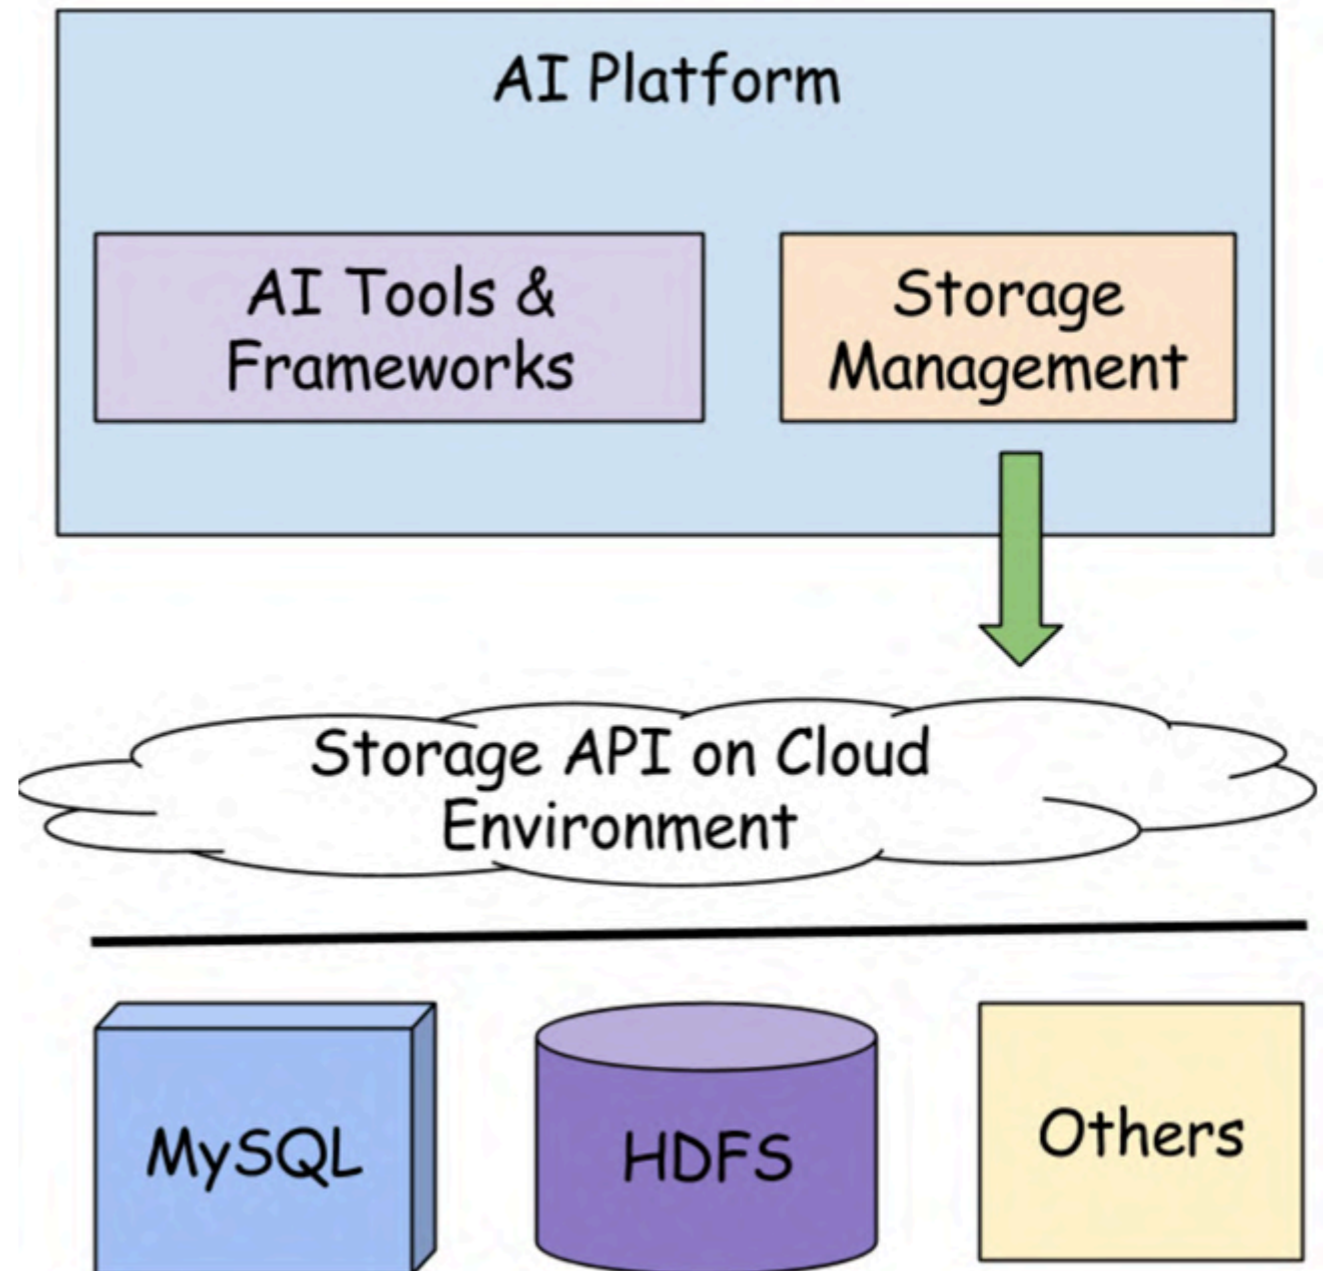 AI Platform
AI Tools &
Frameworks
Storage
Management
Storage API on Cloud
Environment
MySQL
HDFS
Others